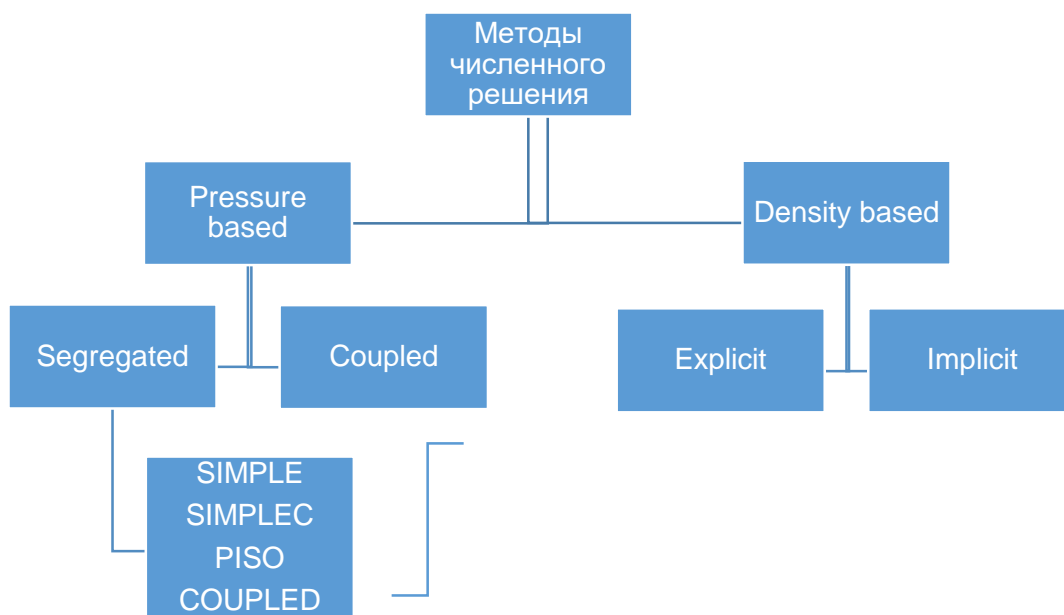 Методы
численного
решения
Pressure
based
Density based
Segregated
Coupled
Explicit
Implicit
SIMPLE
SIMPLEC
PISO
COUPLED